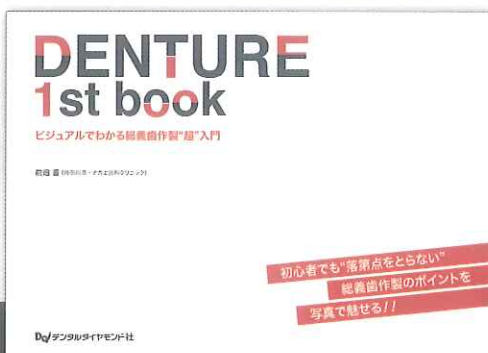 DENTURE
1st book
ビジュアルでわかる総義歯作製“超”入門
初心者でも“落第点をとらない”
総義歯作製のポイントを
写真で魅せる!!
デンタルダイヤモンド社